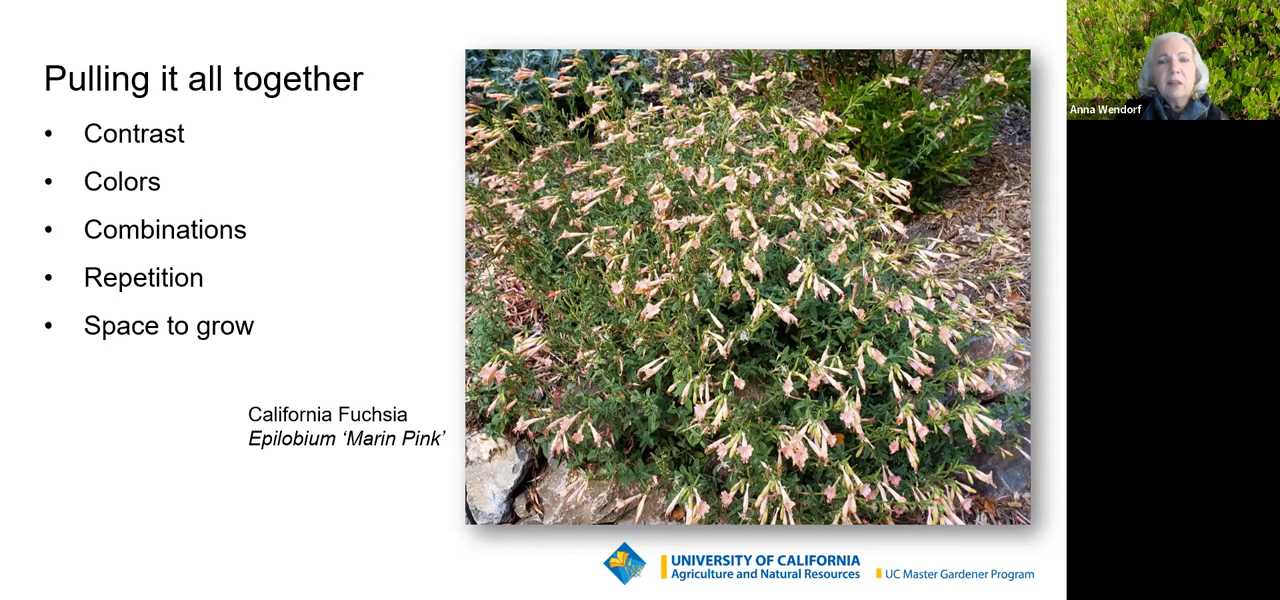 Pulling it all together
• Contrast
• Colors
• Combinations
• Repetition
• Space to grow
California Fuchsia
Epilobium ‘Marin Pink’
UNIVERSITY OF CALIFORNIA
Agriculture and Natural Resources
UC Master Gardener Program
Anna Wendorf